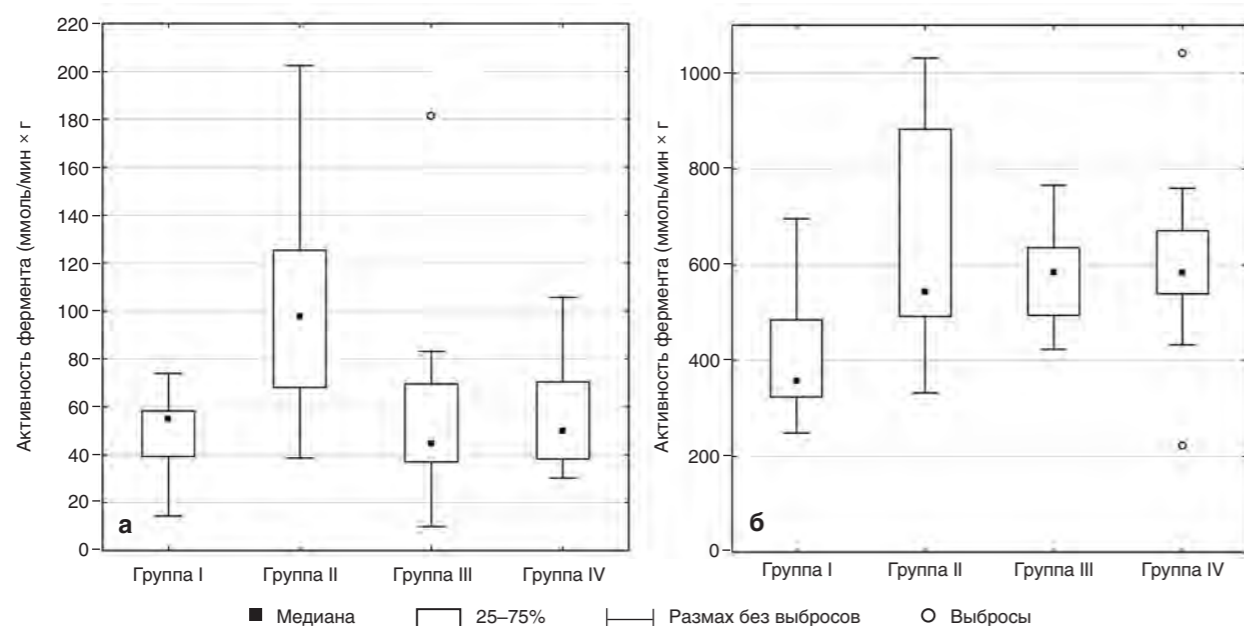 Активность фермента (ммоль/мин × г)
220
200
180
160
140
120
100
80
60
40
20
0
а
Группа I Группа II Группа III Группа IV
Активность фермента (ммоль/мин × г)
1000
800
600
400
200
0
б
Группа I Группа II Группа III Группа IV
Медиана 25–75% Размах без выбросов Выбросы